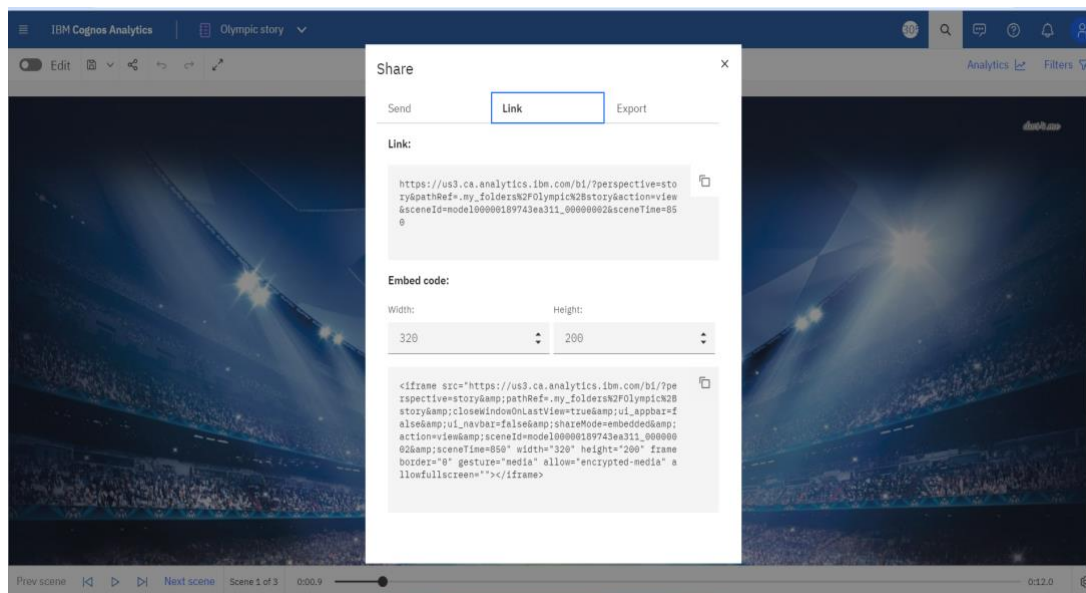 IBM Cognos Analytics
Olympic story
Edit
Analytics
Filters
Share
Send
Link
Export
Link:
https://us3.ca.analytics.ibm.com/bi/?perspective=sto
ry&pathRef=.my_folders%2FOlympic%2Bstory&action=view
&sceneId=model00000189743ea311_00000002&sceneTime=85
0
Embed code:
Width:
Height:
320
200
<iframe src="https://us3.ca.analytics.ibm.com/bi/?pe
rspective=story&amp;pathRef=.my_folders%2FOlympic%2B
story&amp;closeWindowOnLastView=true&amp;ui_appbar=f
alse&amp;ui_navbar=false&amp;shareMode=embedded&amp;
action=view&amp;sceneId=model00000189743ea311_000000
02&amp;sceneTime=850" width="320" height="200" frame
border="0" gesture="media" allow="encrypted-media" a
llowfullscreen=""></iframe>
Prev scene
Next scene
Scene 1 of 3
0:00.9
0:12.0